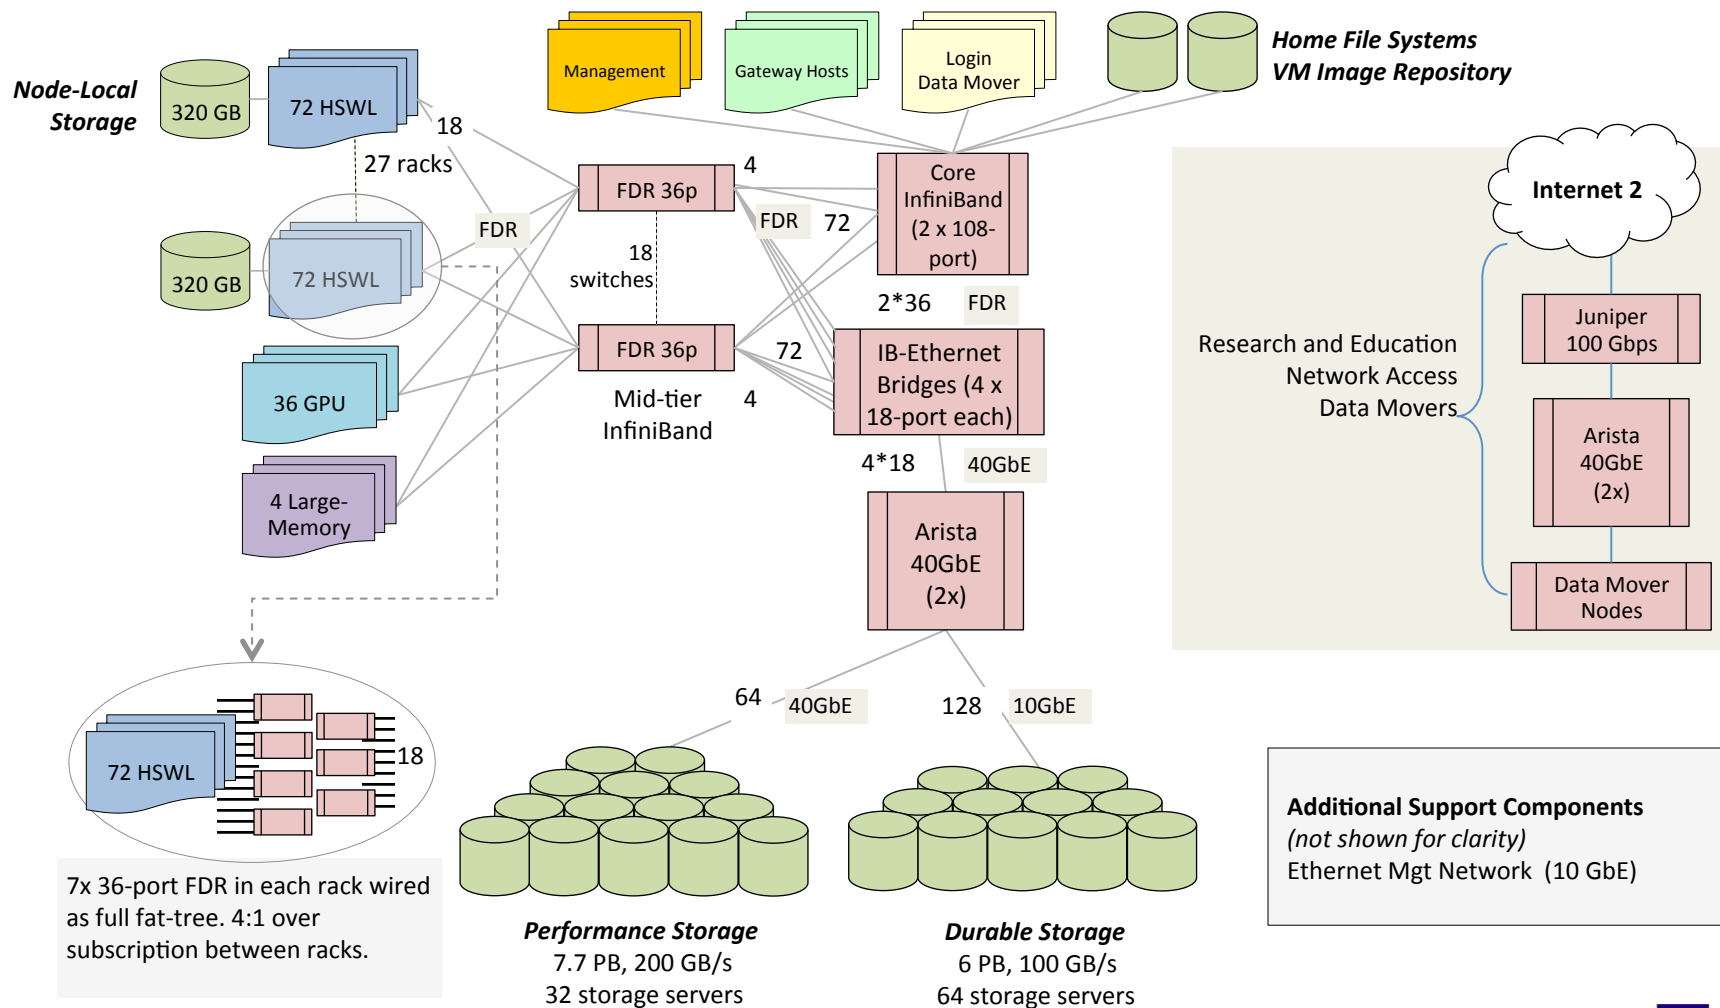 Node-Local
Storage
320 GB
72 HSWL
18
27 racks
320 GB
72 HSWL
FDR
36 GPU
4 Large-
Memory
Management
Gateway Hosts
Login
Data Mover
Home File Systems
VM Image Repository
FDR 36p
4
18
switches
FDR
72
Core
InfiniBand
(2 x 108-
port)
2*36
FDR
FDR 36p
72
4
Mid-tier
InfiniBand
IB-Ethernet
Bridges (4 x
18-port each)
4*18
40GbE
Arista
40GbE
(2x)
64
40GbE
128
10GbE
Internet 2
Research and Education
Network Access
Data Movers
Juniper
100 Gbps
Arista
40GbE
(2x)
Data Mover
Nodes
72 HSWL
18
7x 36-port FDR in each rack wired
as full fat-tree. 4:1 over
subscription between racks.
Performance Storage
7.7 PB, 200 GB/s
32 storage servers
Durable Storage
6 PB, 100 GB/s
64 storage servers
Additional Support Components
(not shown for clarity)
Ethernet Mgt Network (10 GbE)